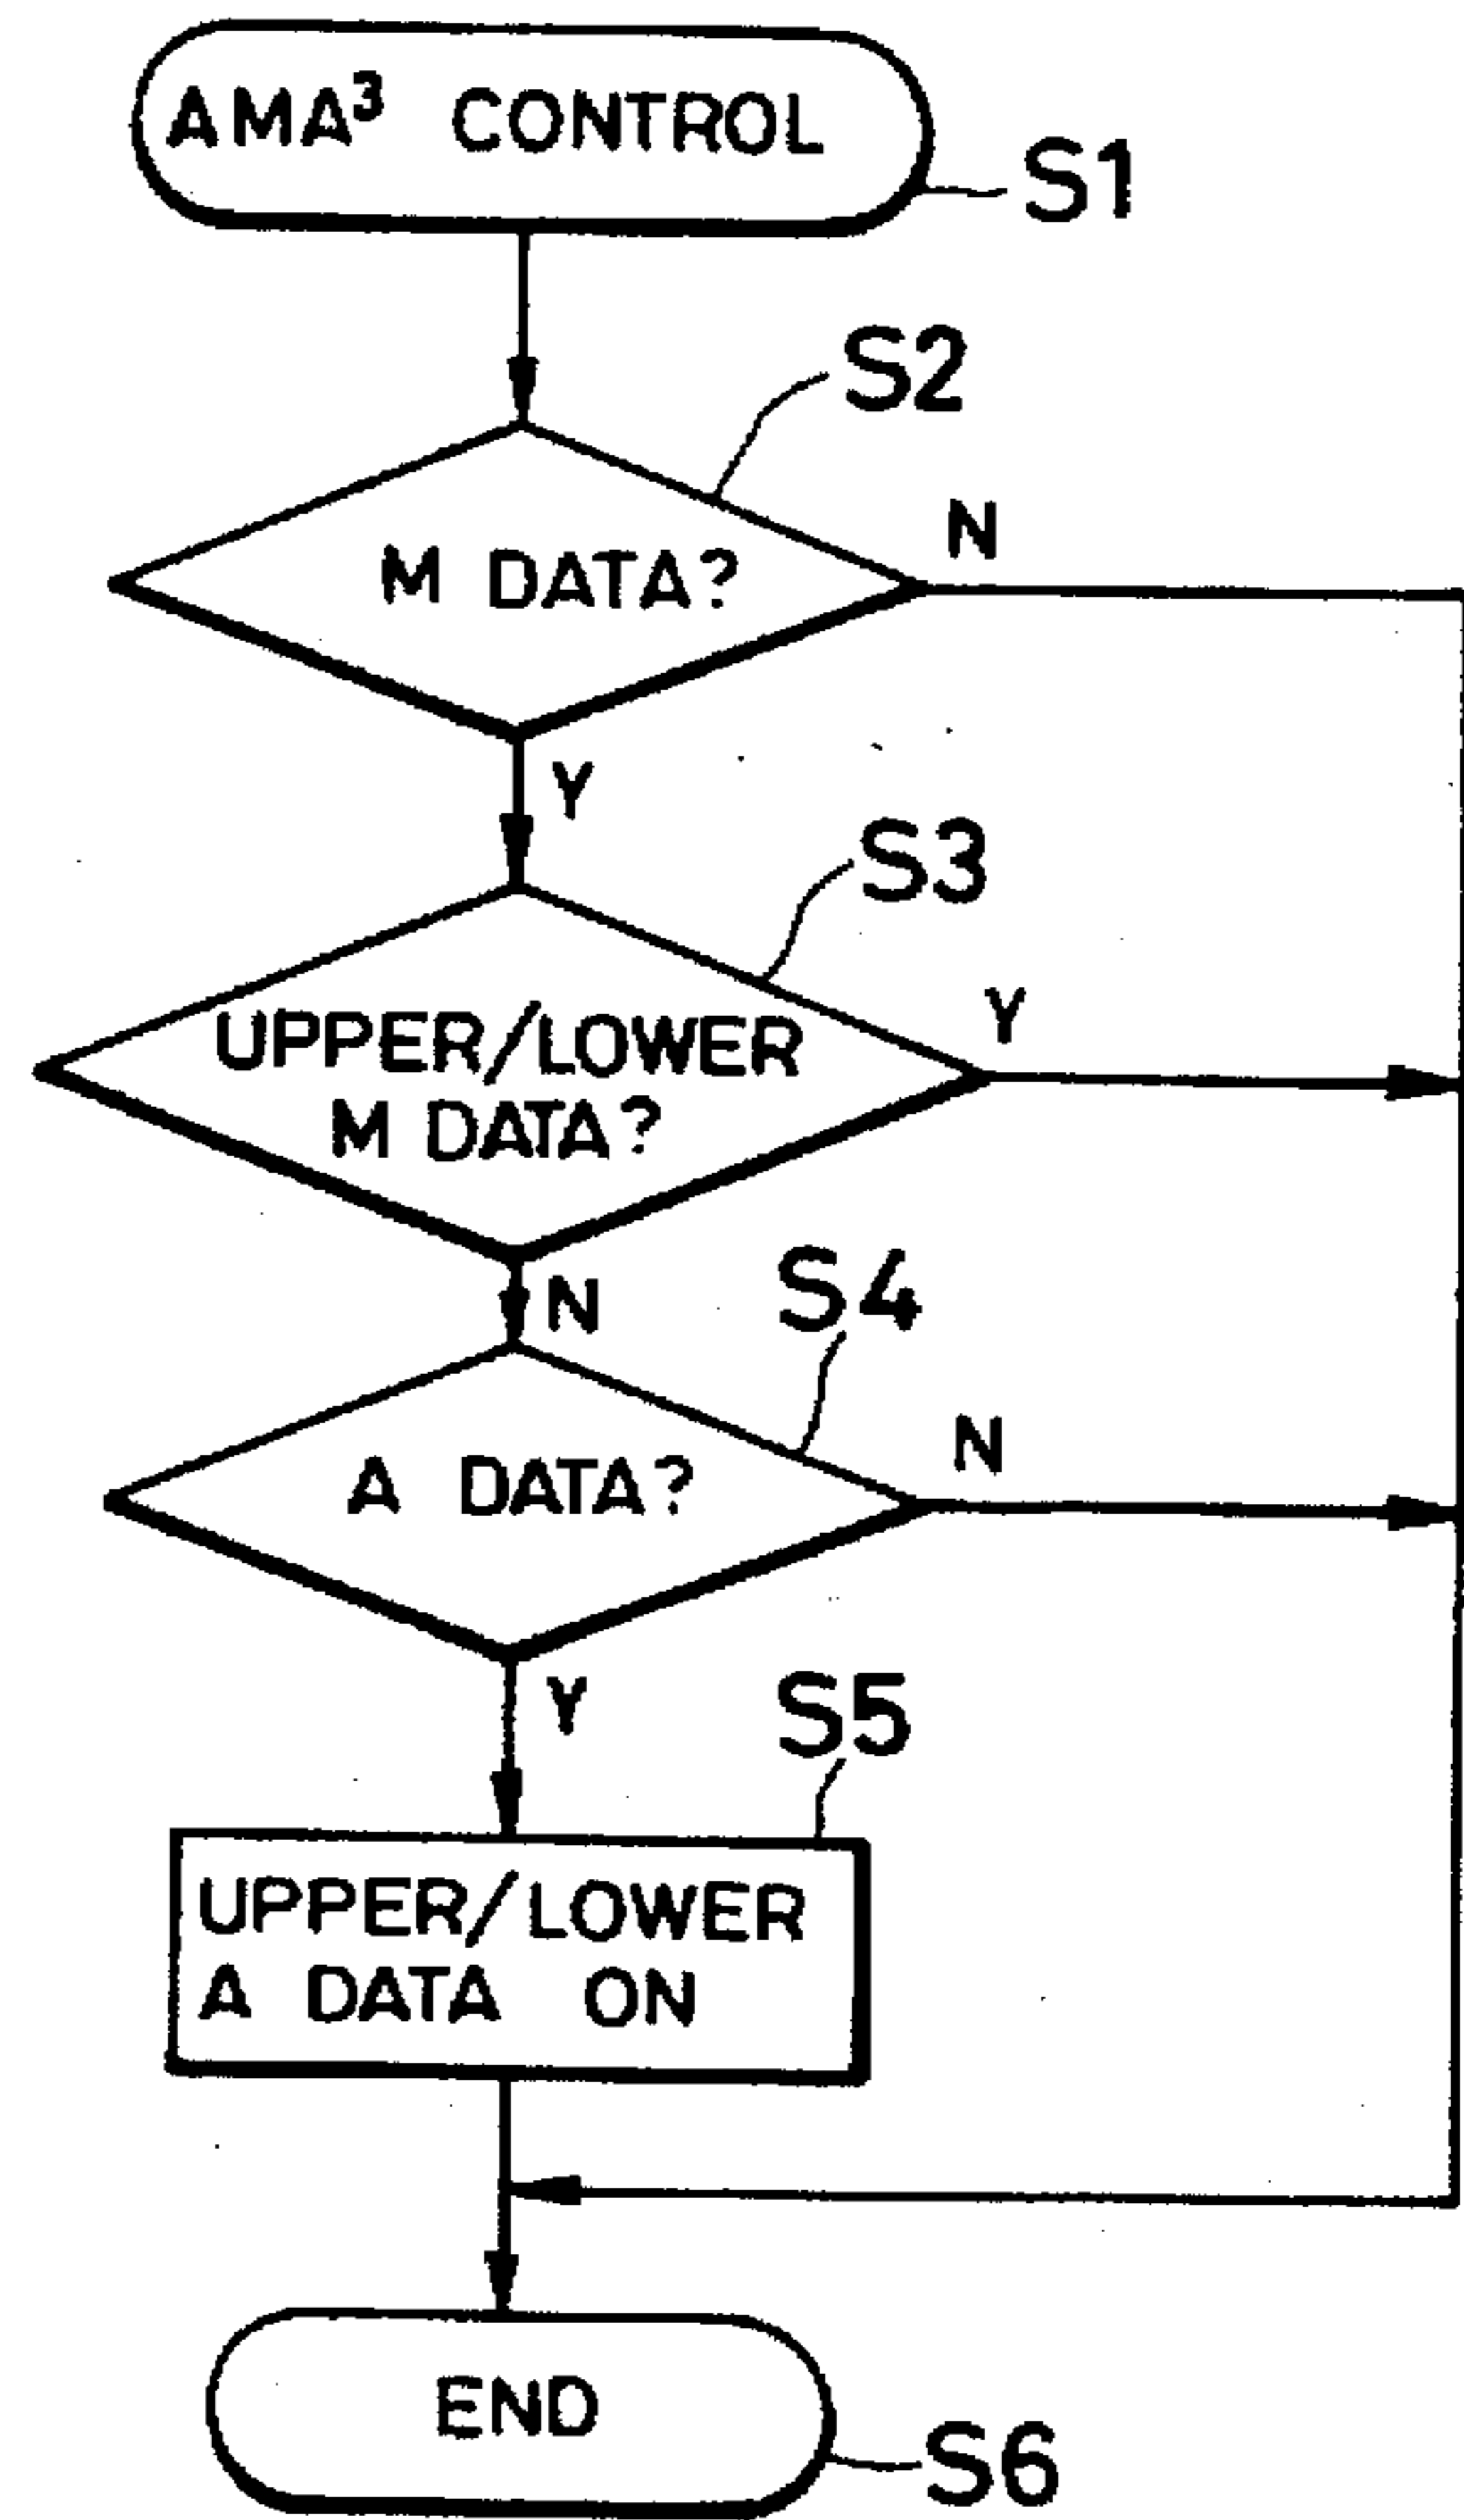 AMA³ CONTROL
S1
S2
M DATA?
N
Y
S3
UPPER/LOWER
M DATA?
Y
N
S4
A DATA?
N
Y
S5
UPPER/LOWER
A DATA ON
END
S6